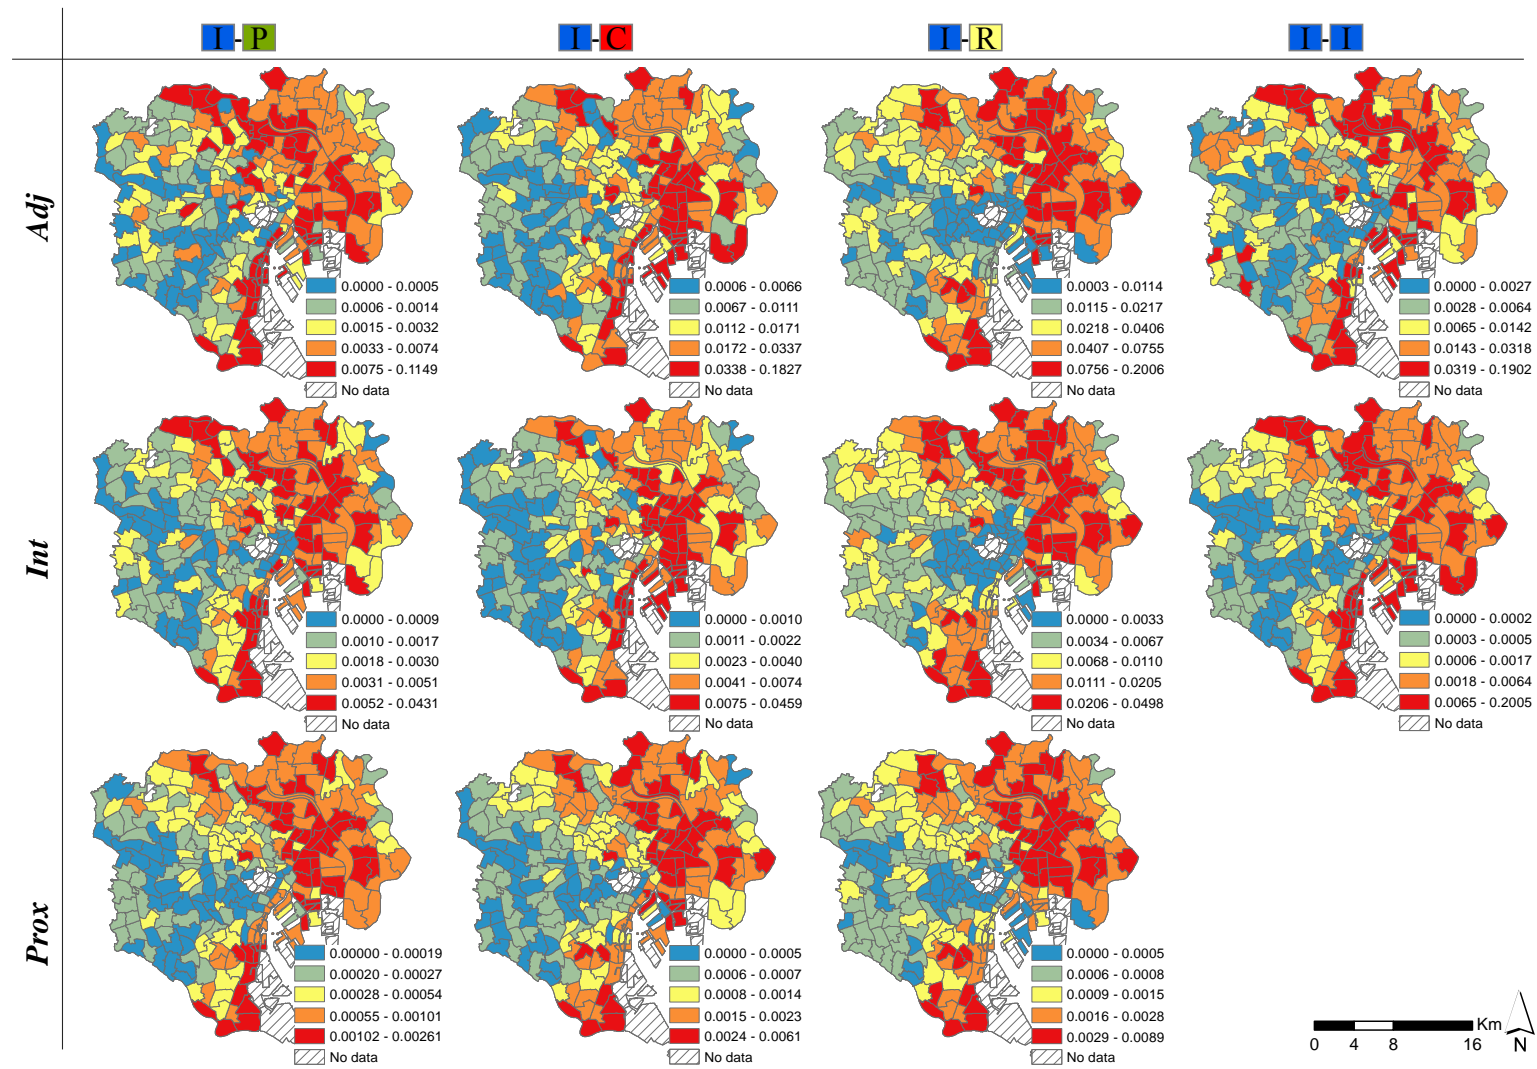 I-P
I-C
I-R
I-I
Adj
0.0000 - 0.0005
0.0006 - 0.0014
0.0015 - 0.0032
0.0033 - 0.0074
0.0075 - 0.1149
No data
0.0006 - 0.0066
0.0067 - 0.0111
0.0112 - 0.0171
0.0172 - 0.0337
0.0338 - 0.1827
No data
0.0003 - 0.0114
0.0115 - 0.0217
0.0218 - 0.0406
0.0407 - 0.0755
0.0756 - 0.2006
No data
0.0000 - 0.0027
0.0028 - 0.0064
0.0065 - 0.0142
0.0143 - 0.0318
0.0319 - 0.1902
No data
Int
0.0000 - 0.0009
0.0010 - 0.0017
0.0018 - 0.0030
0.0031 - 0.0051
0.0052 - 0.0431
No data
0.0000 - 0.0010
0.0011 - 0.0022
0.0023 - 0.0040
0.0041 - 0.0074
0.0075 - 0.0459
No data
0.0000 - 0.0033
0.0034 - 0.0067
0.0068 - 0.0110
0.0111 - 0.0205
0.0206 - 0.0498
No data
0.0000 - 0.0002
0.0003 - 0.0005
0.0006 - 0.0017
0.0018 - 0.0064
0.0065 - 0.2005
No data
Prox
0.00000 - 0.00019
0.00020 - 0.00027
0.00028 - 0.00054
0.00055 - 0.00101
0.00102 - 0.00261
No data
0.0000 - 0.0005
0.0006 - 0.0007
0.0008 - 0.0014
0.0015 - 0.0023
0.0024 - 0.0061
No data
0.0000 - 0.0005
0.0006 - 0.0008
0.0009 - 0.0015
0.0016 - 0.0028
0.0029 - 0.0089
No data
Km
0 4 8 16
N